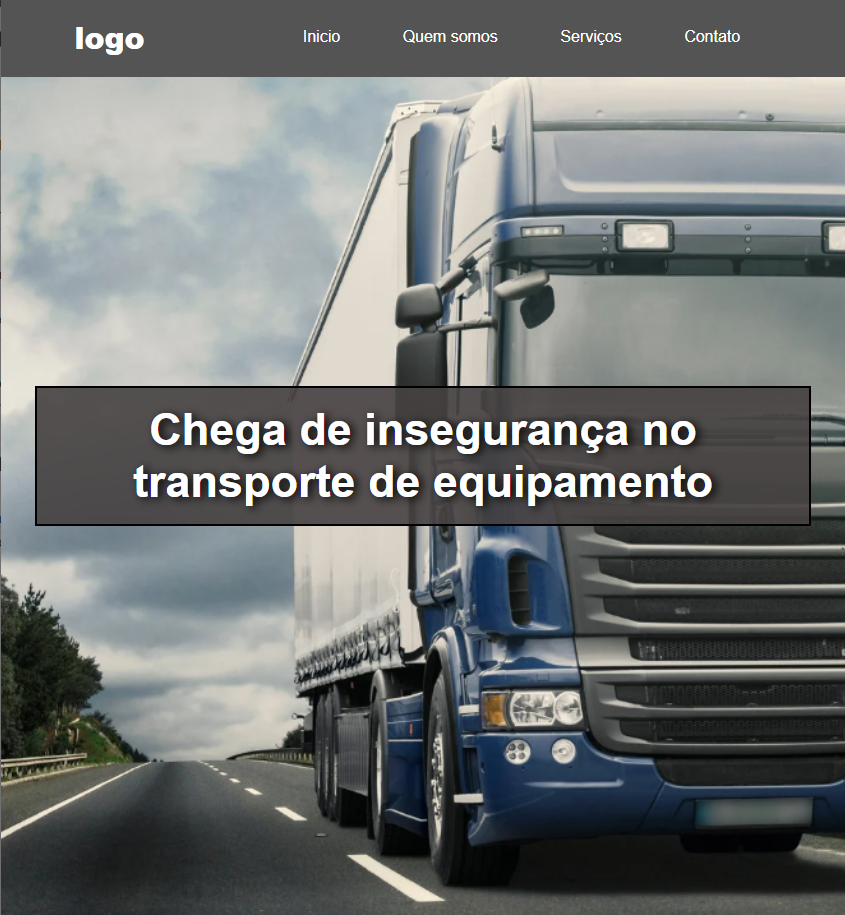 logo
Inicio
Quem somos
Serviços
Contato
Chega de insegurança no
transporte de equipamento